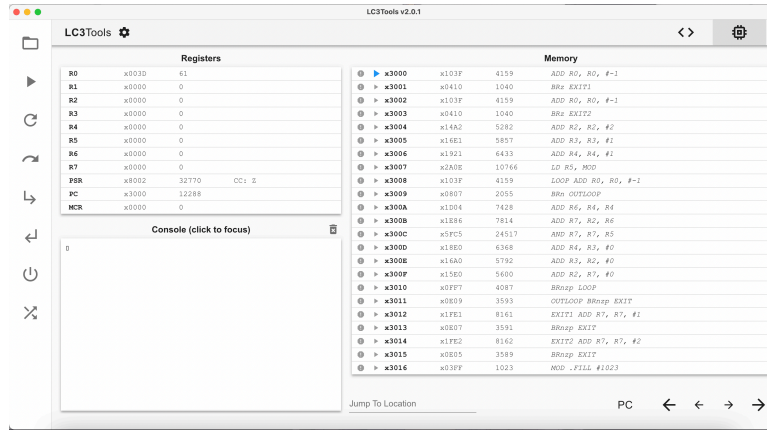 LC3Tools v2.0.1
LC3Tools
Registers
R0 x003D 61
R1 x0000 0
R2 x0000 0
R3 x0000 0
R4 x0000 0
R5 x0000 0
R6 x0000 0
R7 x0000 0
PSR x8002 32770 CC: Z
PC x3000 12288
MCR x0000 0
Console (click to focus)
0
Memory
x3000 x103F 4159 ADD R0, R0, #-1
x3001 x0410 1040 BRz EXIT1
x3002 x103F 4159 ADD R0, R0, #-1
x3003 x0410 1040 BRz EXIT2
x3004 x14A2 5282 ADD R2, R2, #2
x3005 x16E1 5857 ADD R3, R3, #1
x3006 x1921 6433 ADD R4, R4, #1
x3007 x2A0E 10766 LD R5, MOD
x3008 x103F 4159 LOOP ADD R0, R0, #-1
x3009 x0807 2055 BRn OUTLOOP
x300A x1D04 7428 ADD R6, R4, R4
x300B x1E86 7814 ADD R7, R2, R6
x300C x5FC5 24517 AND R7, R7, R5
x300D x18E0 6368 ADD R4, R3, #0
x300E x16A0 5792 ADD R3, R2, #0
x300F x15E0 5600 ADD R2, R7, #0
x3010 x0FF7 4087 BRnzp LOOP
x3011 x0E09 3593 OUTLOOP BRnzp EXIT
x3012 x1FE1 8161 EXIT1 ADD R7, R7, #1
x3013 x0E07 3591 BRnzp EXIT
x3014 x1FE2 8162 EXIT2 ADD R7, R7, #2
x3015 x0E05 3589 BRnzp EXIT
x3016 x03FF 1023 MOD .FILL #1023
Jump To Location
PC